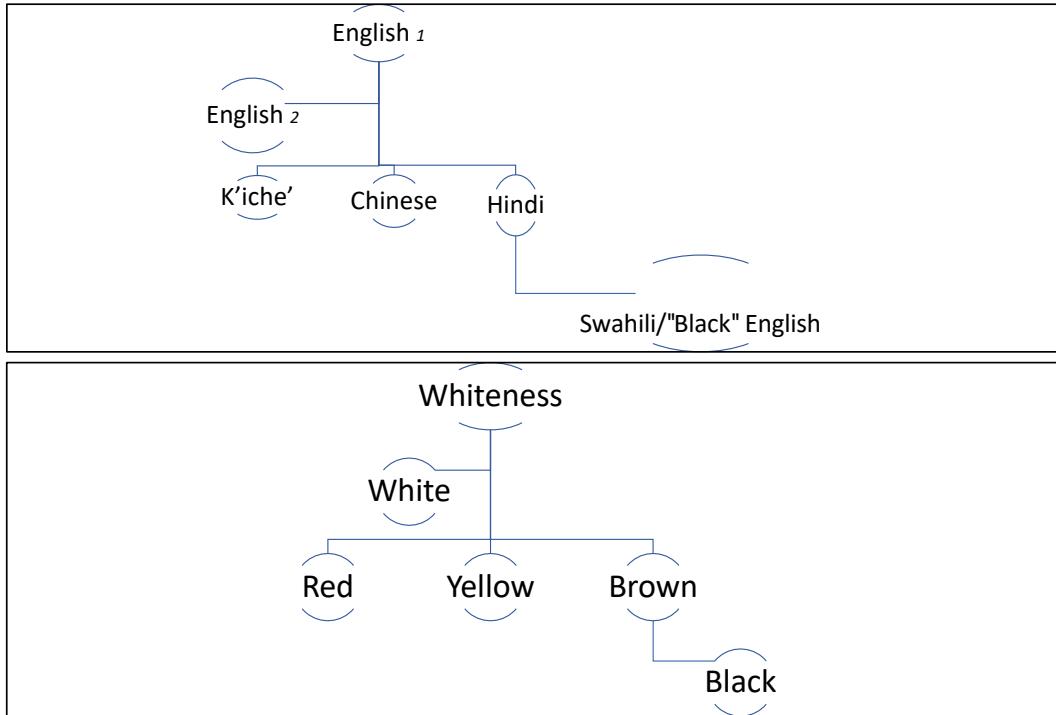 English 1
English 2
K’iche’
Chinese
Hindi
Swahili/"Black" English
Whiteness
White
Red
Yellow
Brown
Black